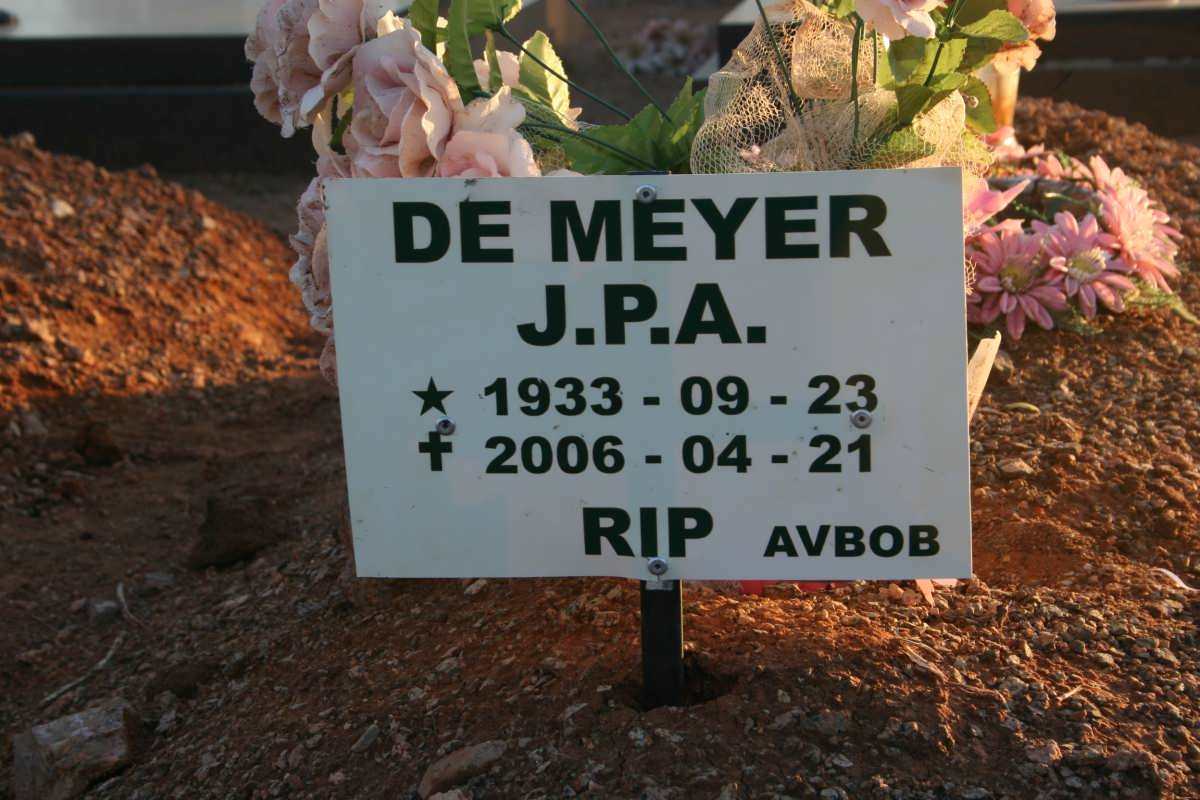 DE MEYER
J.P.A.
★ 1933 - 09 - 23
✝ 2006 - 04 - 21
RIP AVBOB